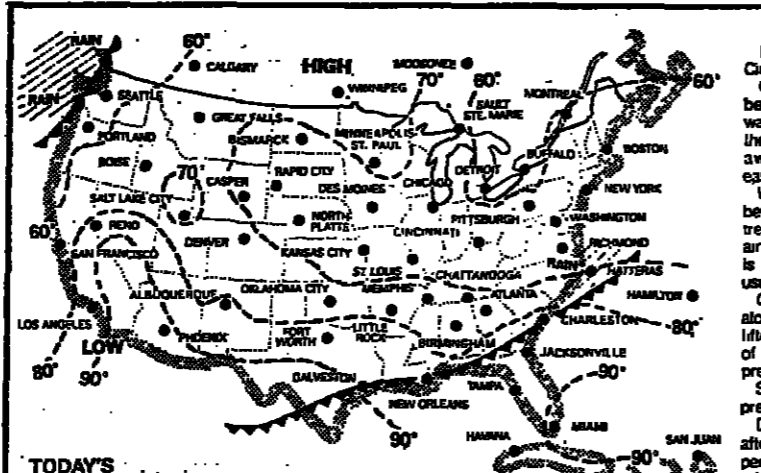 RAIN
60°
CALGARY
HIGH
MOOSONEE
WINNIPEG
70°
60°
MONTREAL
60°
RAIN
SEATTLE
GREAT FALLS
BISMARCK
MINNEAPOLIS
ST. PAUL
SAULT
STE. MARIE
PORTLAND
BUFFALO
BOSTON
BOISE
70°
CASPER
RAPID CITY
DES MOINES
CHICAGO
DETROIT
SALT LAKE CITY
NEW YORK
60°
RENO
NORTH
PLATTE
PITTSBURGH
WASHINGTON
SAN FRANCISCO
DENVER
KANSAS CITY
CINCINNATI
RICHMOND
ST. LOUIS
CHATTANOOGA
RAIN
HATTERAS
ALBUQUERQUE
OKLAHOMA CITY
MEMPHIS
ATLANTA
HAMILTON
LOS ANGELES
PHOENIX
FORT
WORTH
LITTLE
ROCK
BIRMINGHAM
CHARLESTON
80°
LOW
JACKSONVILLE
80°
90°
GALVESTON
NEW ORLEANS
TAMPA
90°
90°
MIAMI
HAVANA
90°
SAN JUAN
TODAY'S